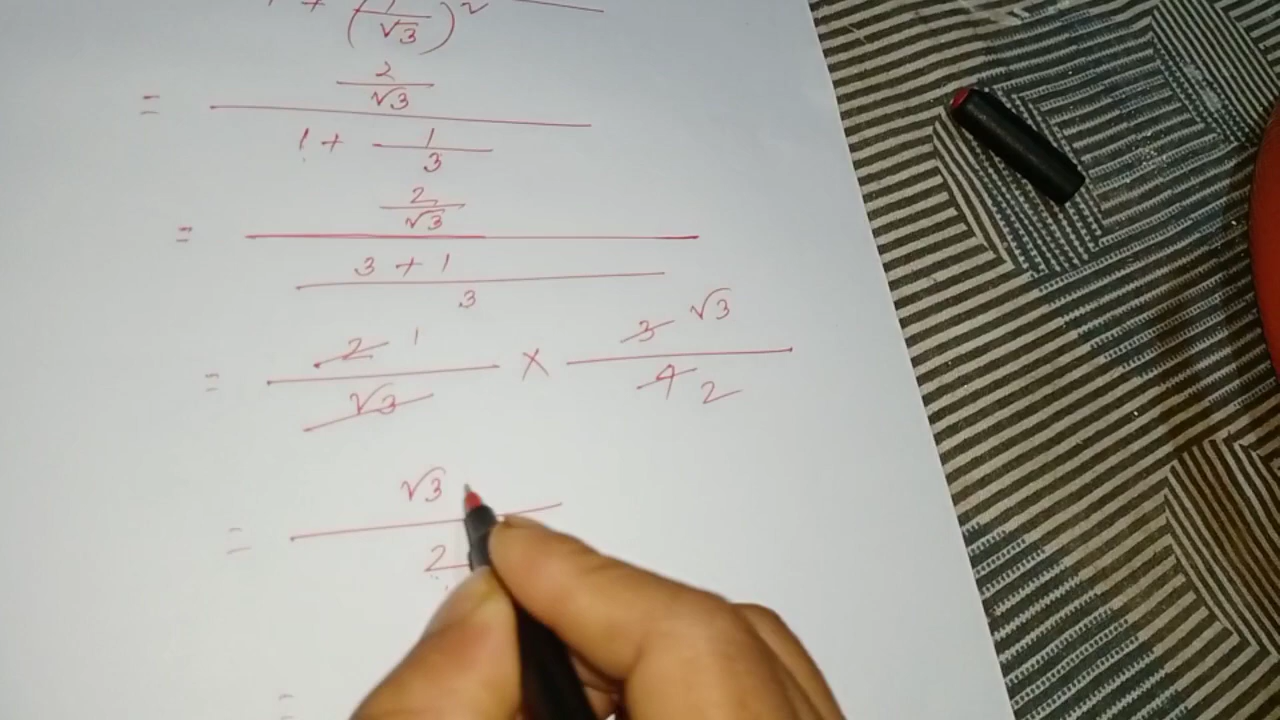 1 + (1/√3)²
= (2/√3) / (1 + 1/3)
= (2/√3) / ((3 + 1)/3)
= 2 1/√3 × 3 √3/4 2
= √3/2
=